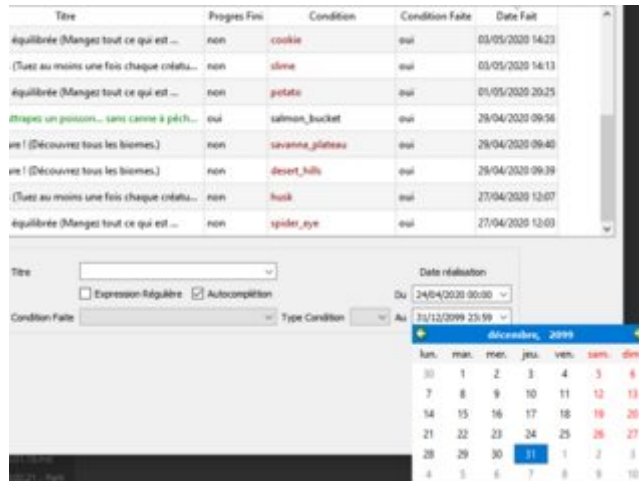 Titre Progres Fini Condition Condition Faite Date Fait
équilibrée (Mangez tout ce qui est ... non cookie oui 03/05/2020 14:23
(Tuez au moins une fois chaque créatu... non slime oui 03/05/2020 14:13
équilibrée (Mangez tout ce qui est ... non potato oui 01/05/2020 20:25
attrapes un poisson... sans canne à pêch... oui salmon_bucket oui 29/04/2020 09:56
re ! (Découvrez tous les biomes.) non savanna_plateau oui 29/04/2020 09:40
re ! (Découvrez tous les biomes.) non desert_hills oui 29/04/2020 09:39
(Tuez au moins une fois chaque créatu... non husk oui 27/04/2020 12:07
équilibrée (Mangez tout ce qui est ... non spider_eye oui 27/04/2020 12:03
Titre Date réalisation
Expression Régulière Autocomplétion Du 24/04/2020 00:00
Condition Faite Type Condition Au 31/12/2099 23:59
décembre, 2099
lun. mar. mer. jeu. ven. sam. dim
30 1 2 3 4 5 6
7 8 9 10 11 12 13
14 15 16 17 18 19 20
21 22 23 24 25 26 27
28 29 30 31 1 2 3
4 5 6 7 8 9 10